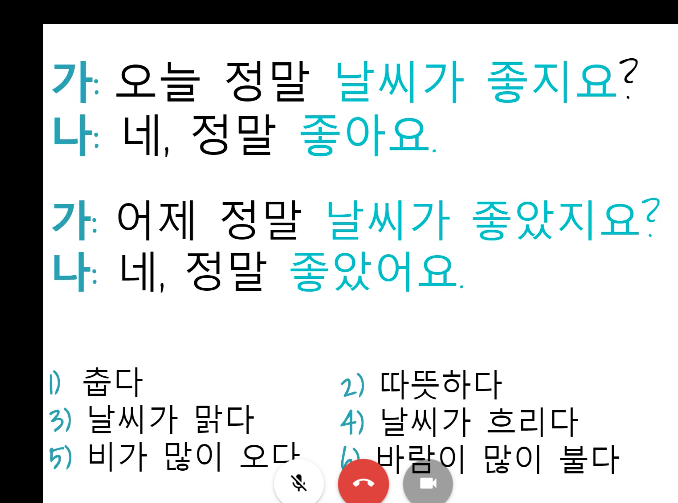 가: 오늘 정말 날씨가 좋지요?
나: 네, 정말 좋아요.
가: 어제 정말 날씨가 좋았지요?
나: 네, 정말 좋았어요.
1) 춥다 2) 따뜻하다
3) 날씨가 맑다 4) 날씨가 흐리다
5) 비가 많이 오다 6) 바람이 많이 불다